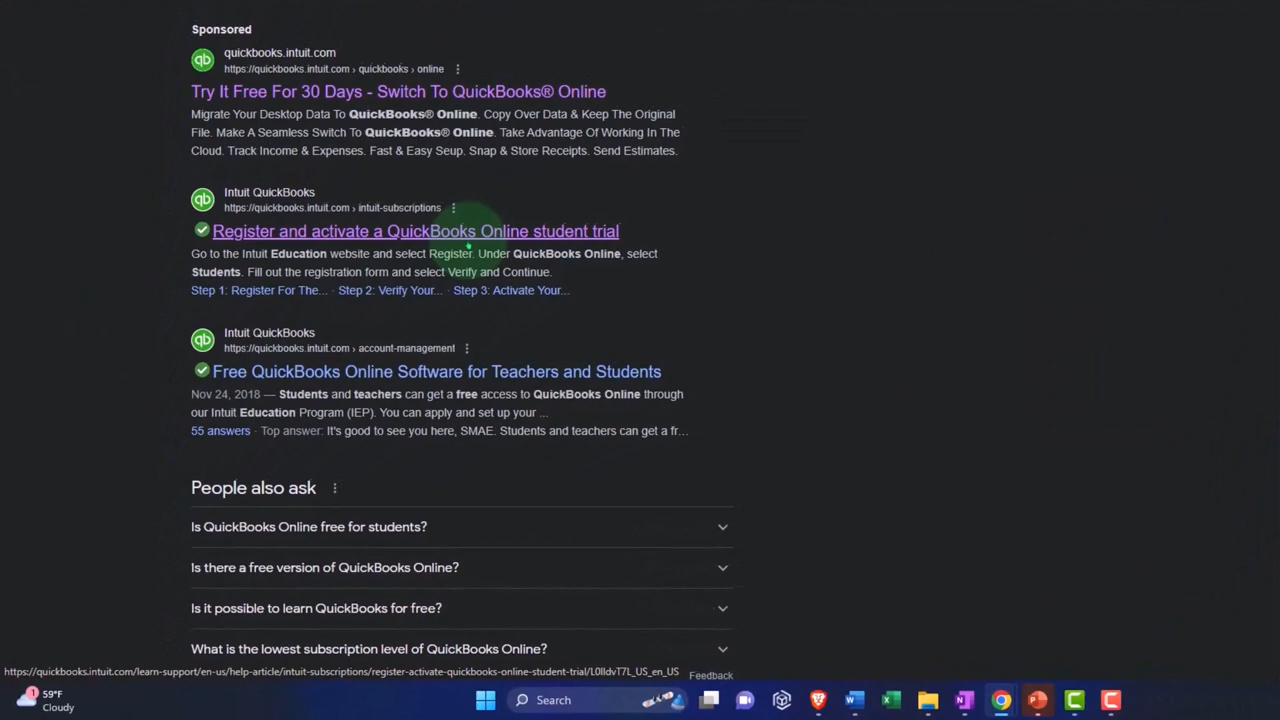 Sponsored
qb
quickbooks.intuit.com
https://quickbooks.intuit.com › quickbooks › online
Try It Free For 30 Days - Switch To QuickBooks® Online
Migrate Your Desktop Data To QuickBooks® Online. Copy Over Data & Keep The Original
File. Make A Seamless Switch To QuickBooks® Online. Take Advantage Of Working In The
Cloud. Track Income & Expenses. Fast & Easy Seup. Snap & Store Receipts. Send Estimates.
qb
Intuit QuickBooks
https://quickbooks.intuit.com › intuit-subscriptions
Register and activate a QuickBooks Online student trial
Go to the Intuit Education website and select Register. Under QuickBooks Online, select
Students. Fill out the registration form and select Verify and Continue.
Step 1: Register For The... · Step 2: Verify Your... · Step 3: Activate Your...
qb
Intuit QuickBooks
https://quickbooks.intuit.com › account-management
Free QuickBooks Online Software for Teachers and Students
Nov 24, 2018 — Students and teachers can get a free access to QuickBooks Online through
our Intuit Education Program (IEP). You can apply and set up your ...
55 answers · Top answer: It's good to see you here, SMAE. Students and teachers can get a fr...
People also ask
Is QuickBooks Online free for students?
Is there a free version of QuickBooks Online?
Is it possible to learn QuickBooks for free?
What is the lowest subscription level of QuickBooks Online?
https://quickbooks.intuit.com/learn-support/en-us/help-article/intuit-subscriptions/register-activate-quickbooks-online-student-trial/L0lldvT7L_US_en_US
Feedback
1
59°F
Cloudy
Search